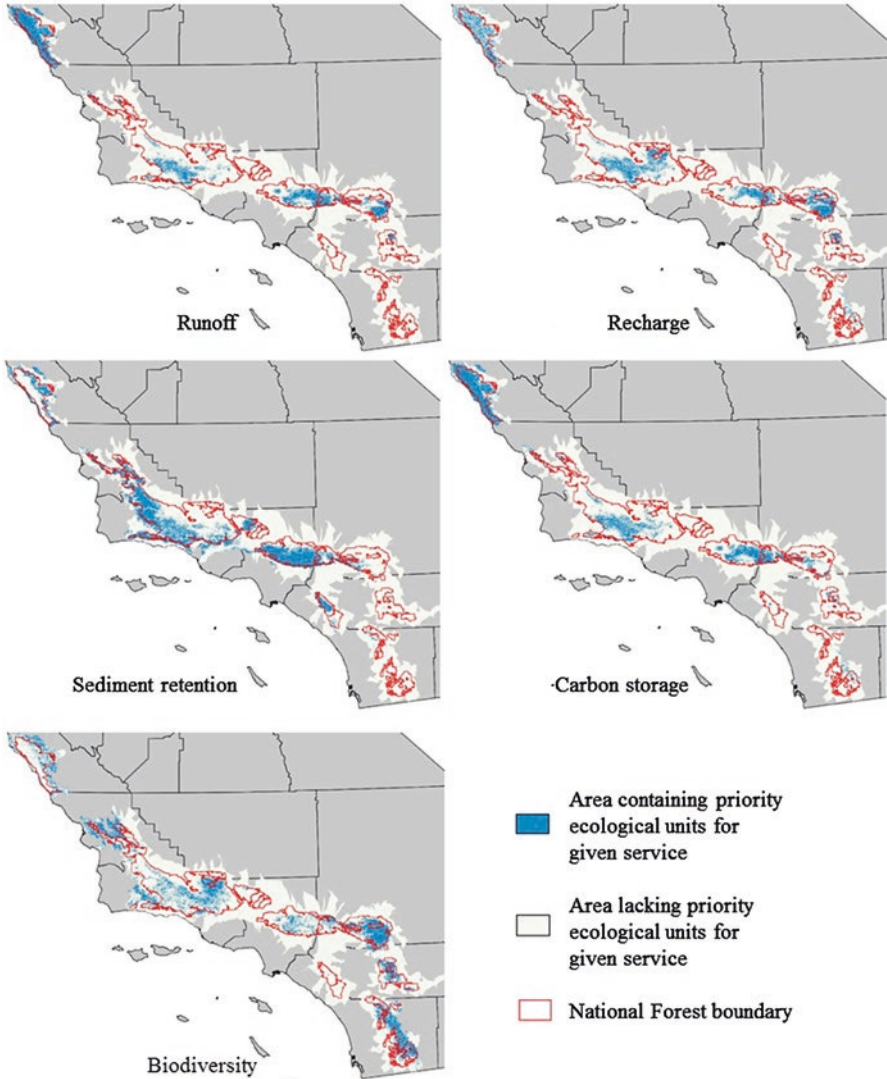 Runoff
Recharge
Sediment retention
·Carbon storage
Biodiversity
Area containing priority
ecological units for
given service
Area lacking priority
ecological units for
given service
National Forest boundary